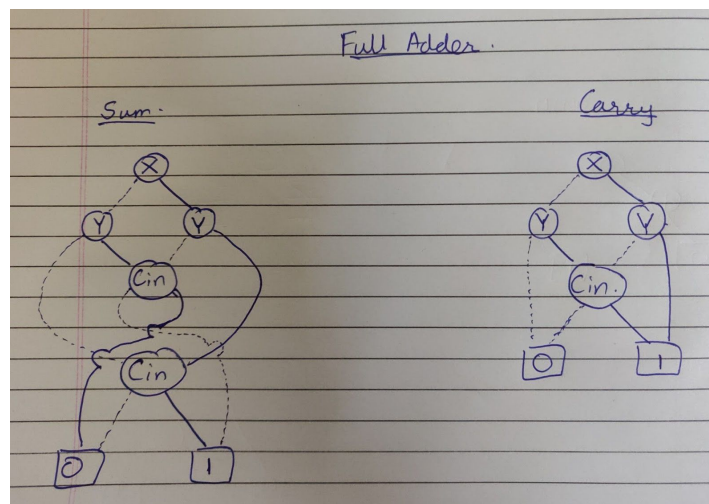 Full Adder.
Sum. Carry
X X
Y Y Y Y
Cin Cin.
Cin 0 1
0 1